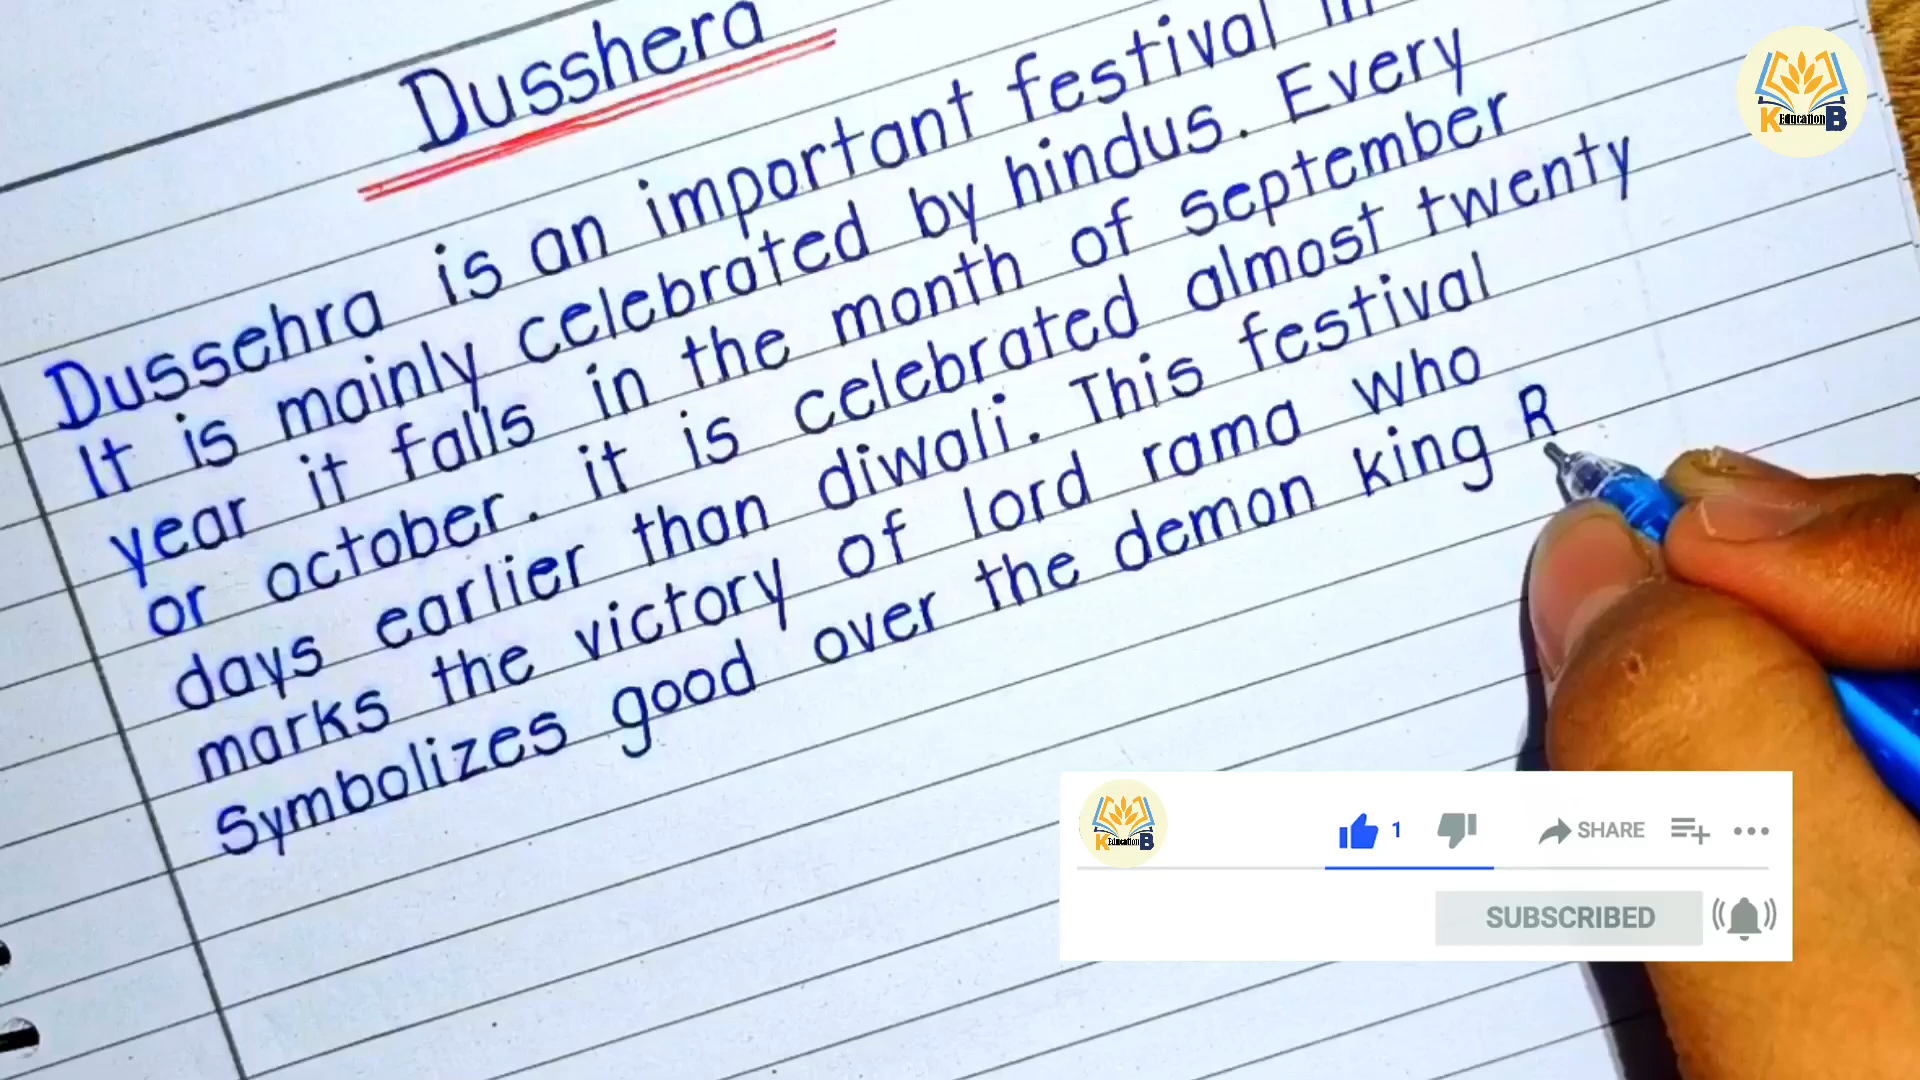 Dusshera
Dussehra is an important festival in
It is mainly celebrated by hindus. Every
year it falls in the month of september
or october. it is celebrated almost twenty
days earlier than diwali. This festival
marks the victory of lord rama who
Symbolizes good over the demon king R
K Education B
K Education B
1
SHARE
SUBSCRIBED